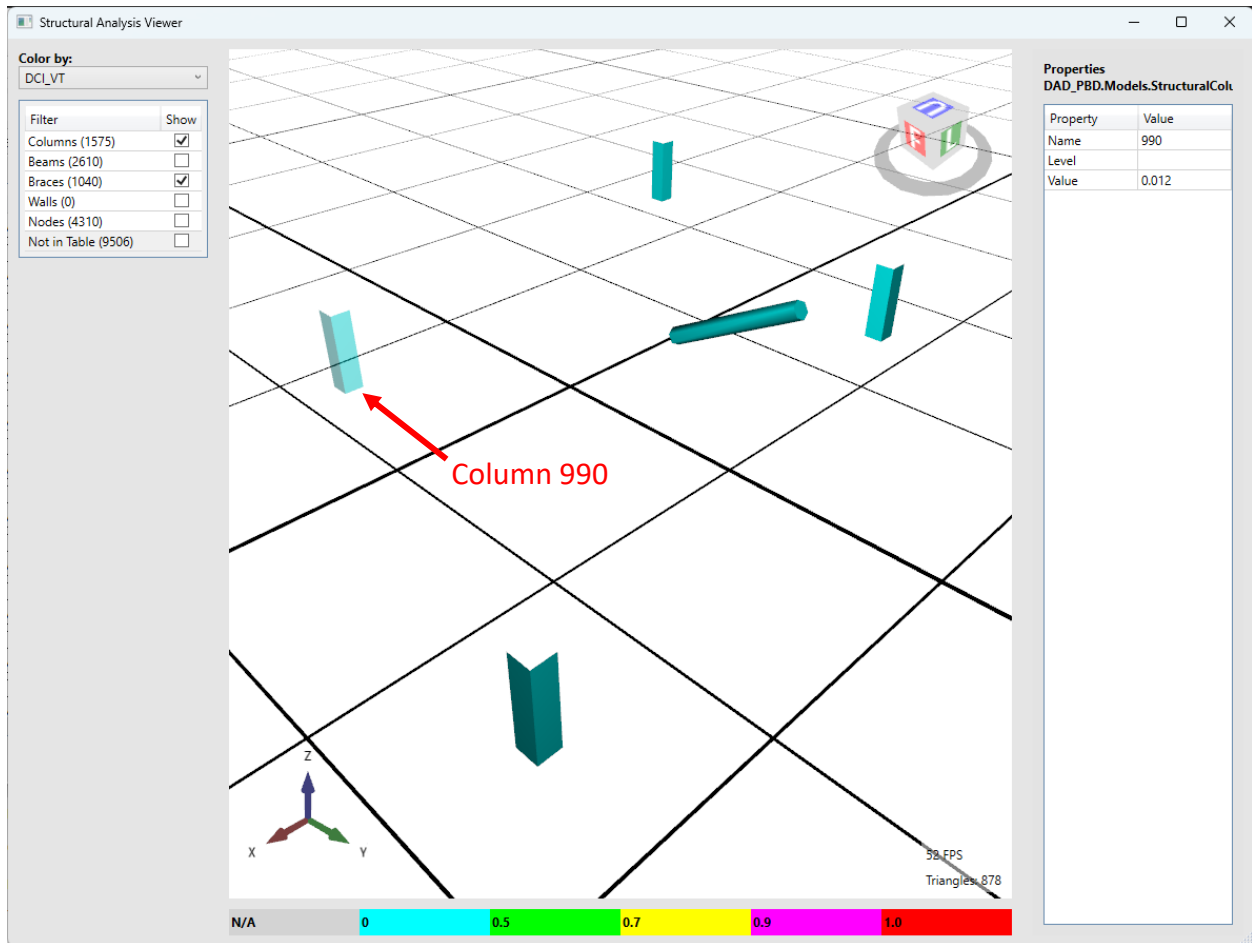 Structural Analysis Viewer
Color by:
DCI_VT
Filter Show
Columns (1575)
Beams (2610)
Braces (1040)
Walls (0)
Nodes (4310)
Not in Table (9506)
Column 990
Z
X
Y
52 FPS
Triangles: 878
N/A 0 0.5 0.7 0.9 1.0
Properties
DAD_PBD.Models.StructuralColu
Property Value
Name 990
Level
Value 0.012